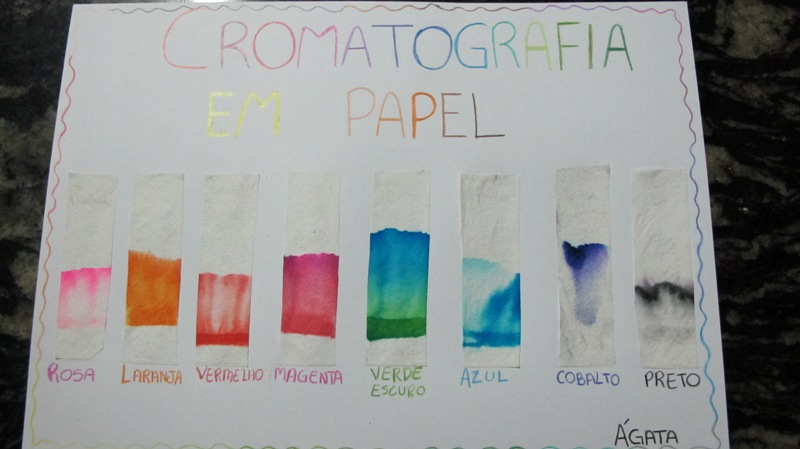 CROMATOGRAFIA
EM PAPEL
ROSA LARANJA VERMELHO MAGENTA VERDE ESCURO AZUL COBALTO PRETO
ÁGATA